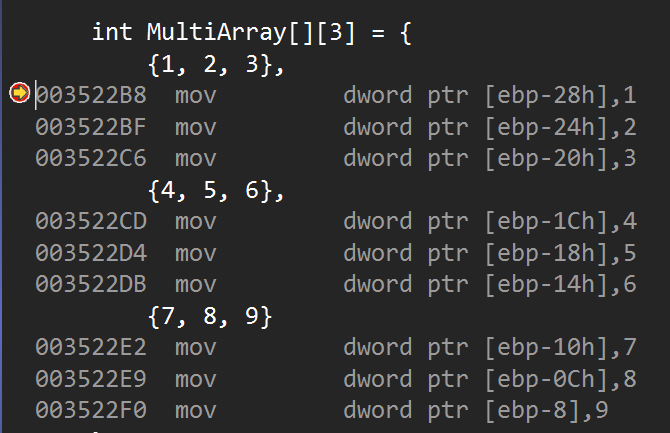 int MultiArray[][3] = {
{1, 2, 3},
003522B8 mov dword ptr [ebp-28h],1
003522BF mov dword ptr [ebp-24h],2
003522C6 mov dword ptr [ebp-20h],3
{4, 5, 6},
003522CD mov dword ptr [ebp-1Ch],4
003522D4 mov dword ptr [ebp-18h],5
003522DB mov dword ptr [ebp-14h],6
{7, 8, 9}
003522E2 mov dword ptr [ebp-10h],7
003522E9 mov dword ptr [ebp-0Ch],8
003522F0 mov dword ptr [ebp-8],9